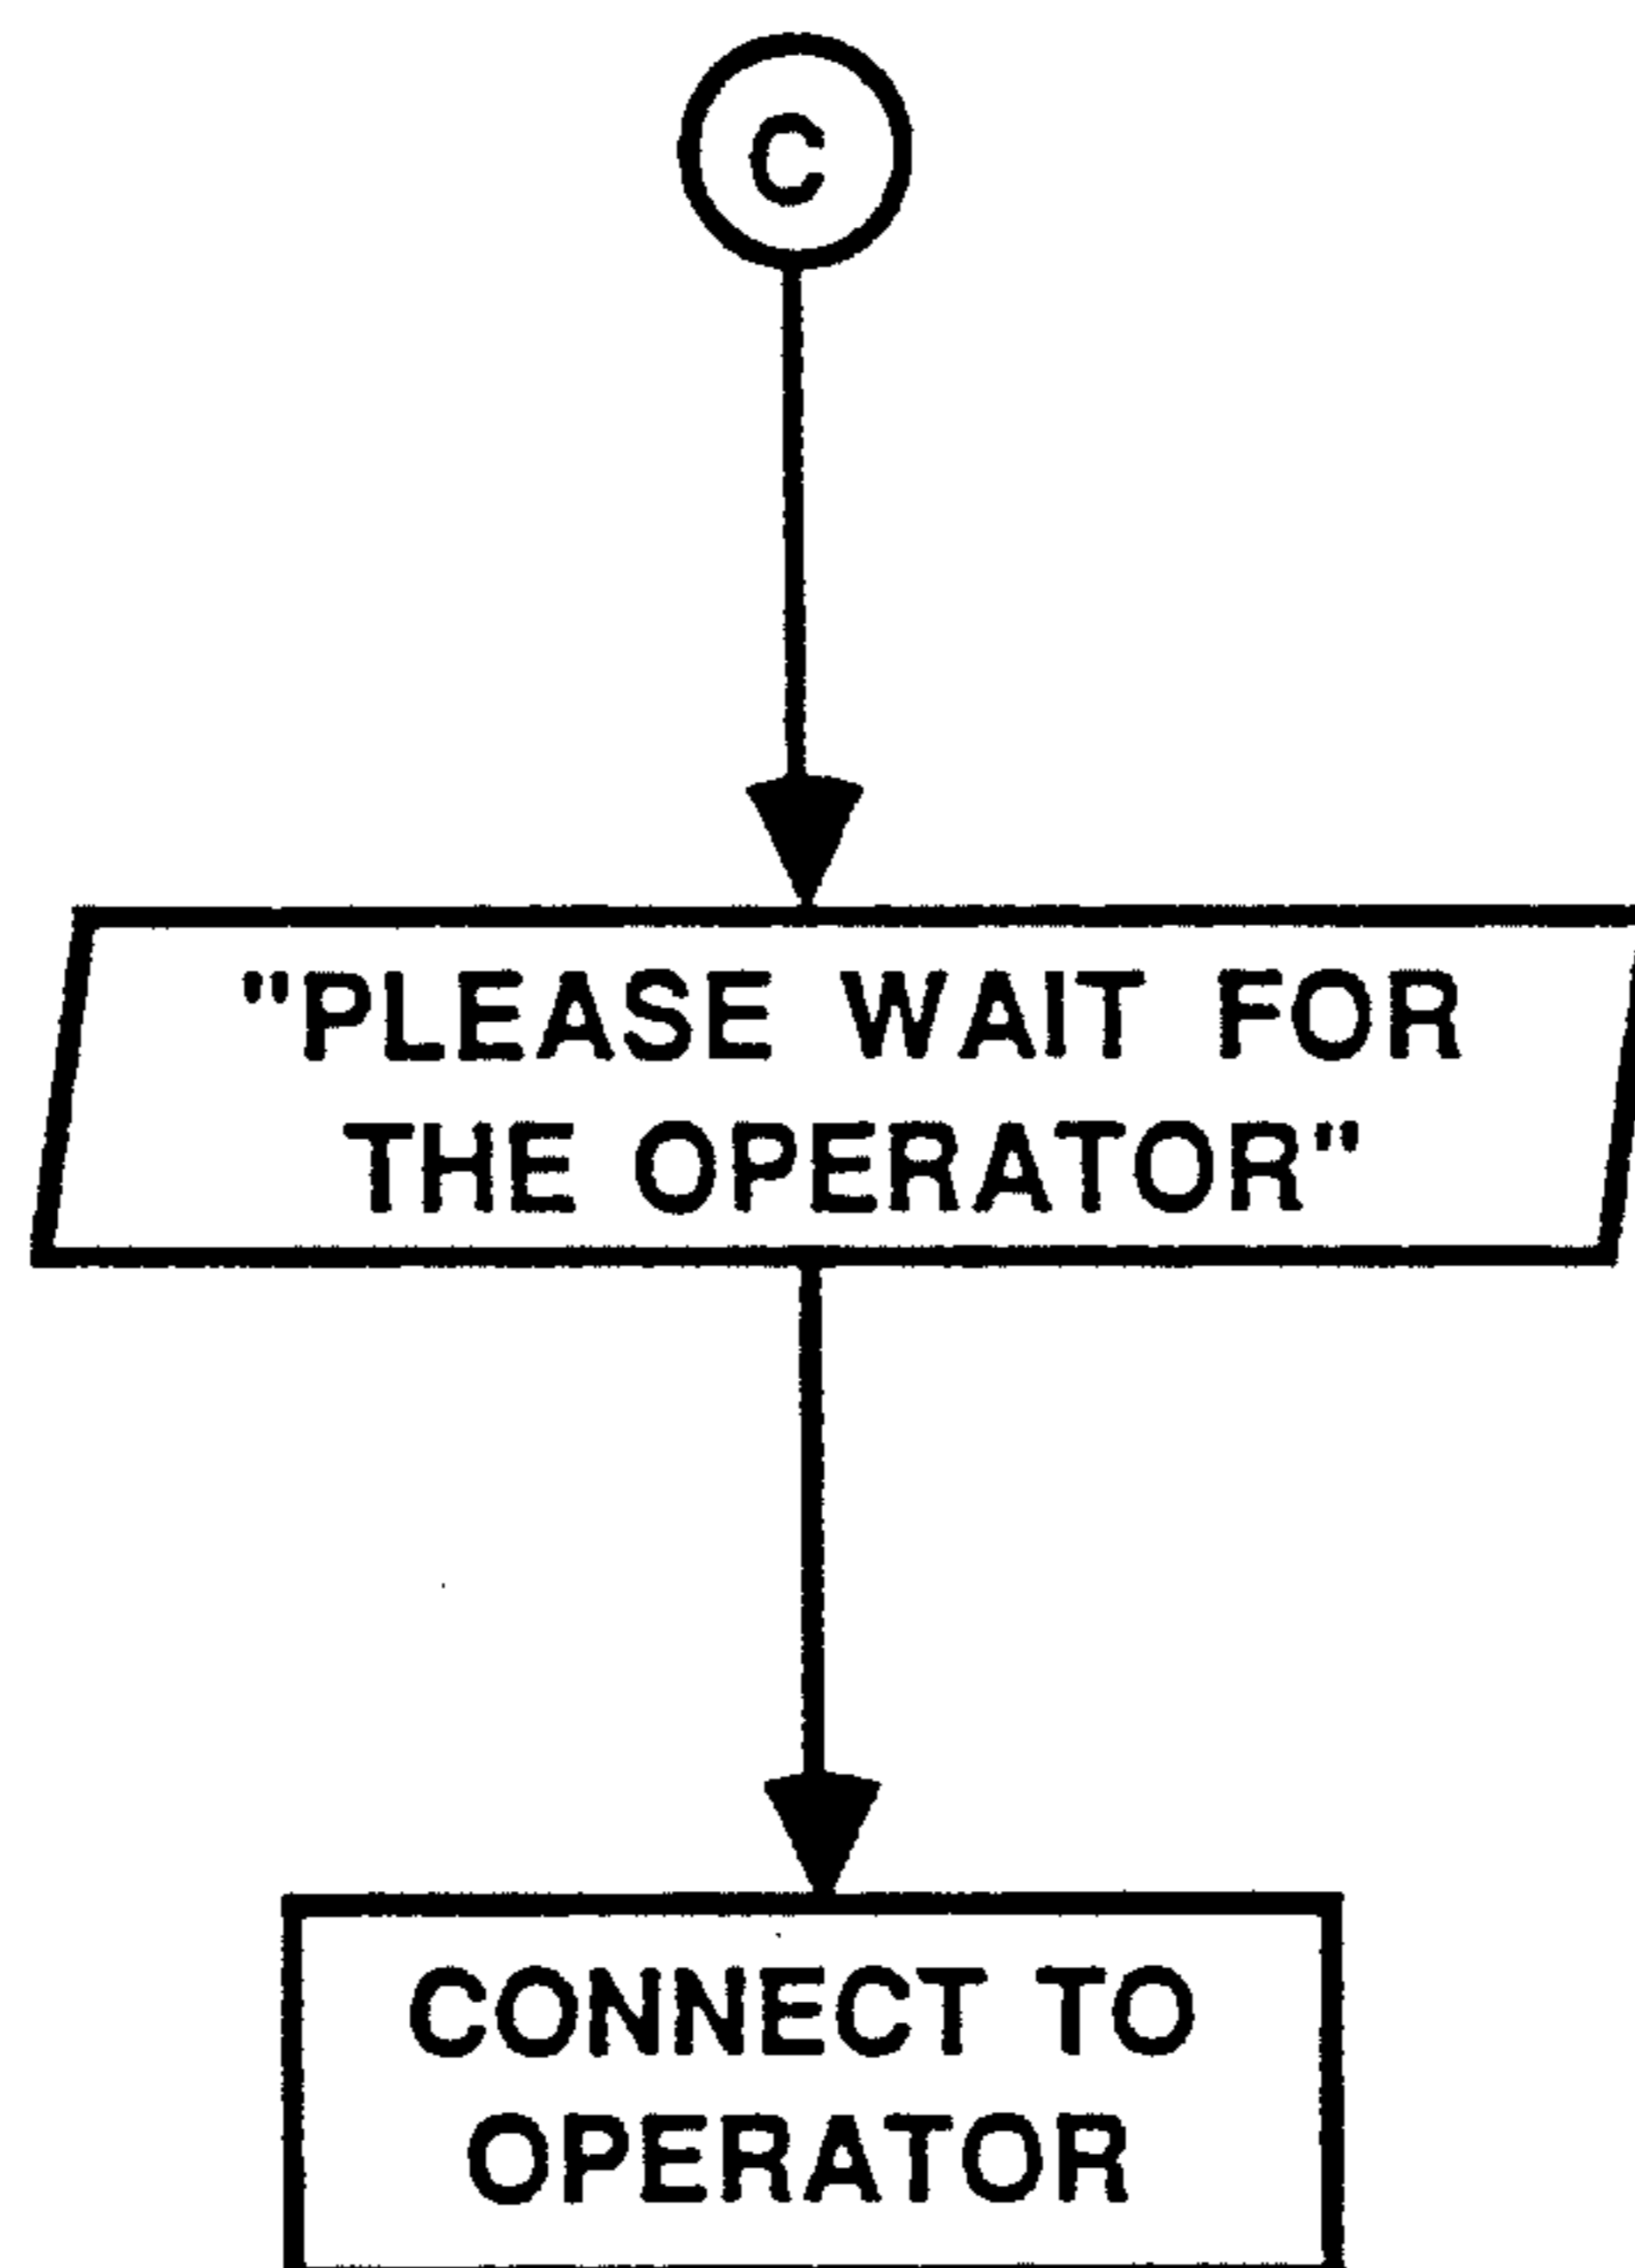 C
"PLEASE WAIT FOR
THE OPERATOR"
CONNECT TO
OPERATOR